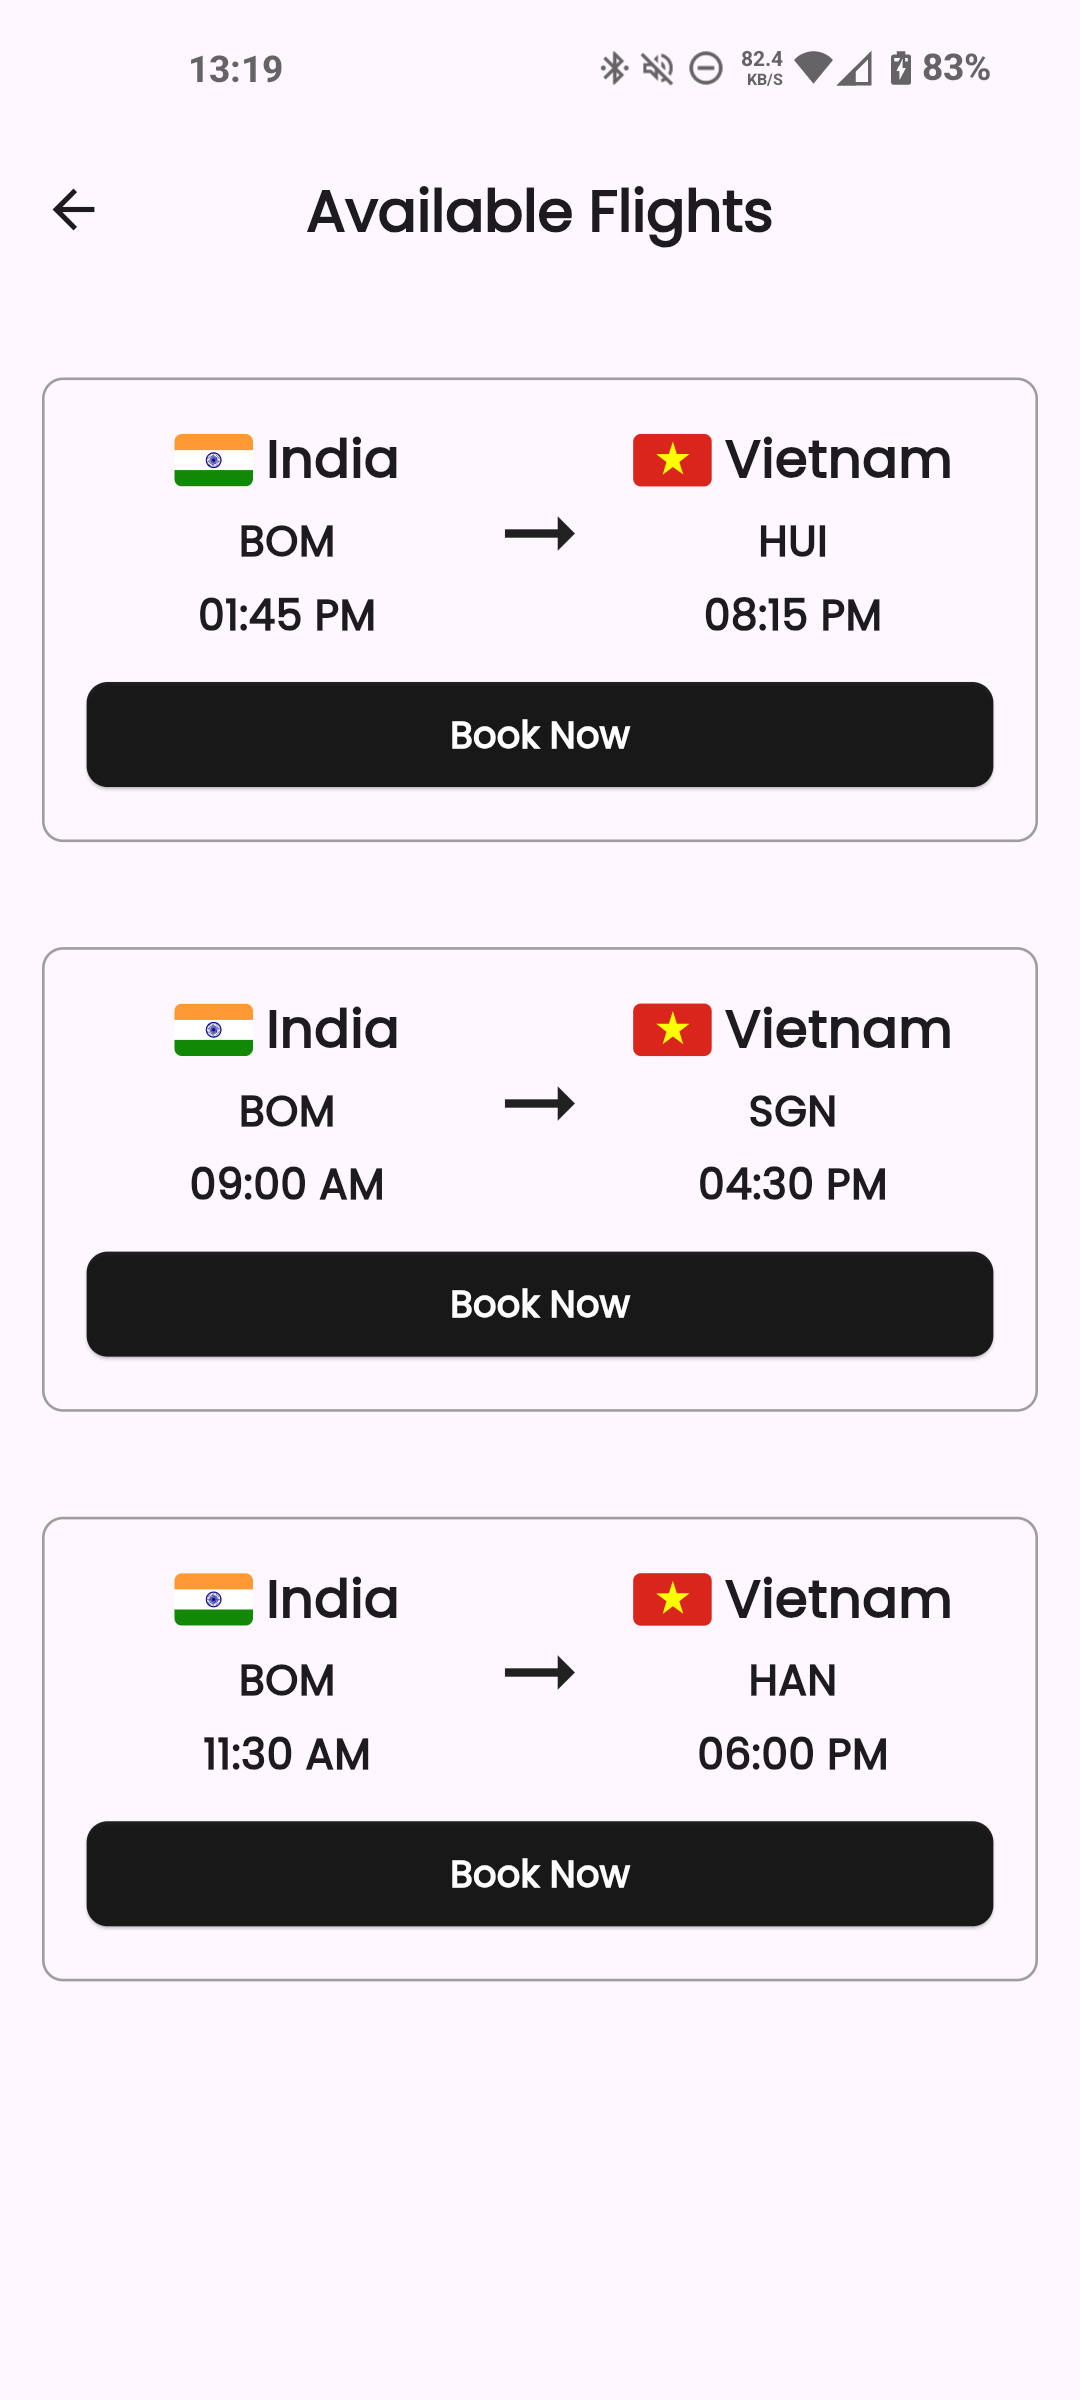 13:19 82.4 KB/S 83%
Available Flights
India Vietnam
BOM HUI
01:45 PM 08:15 PM
Book Now
India Vietnam
BOM SGN
09:00 AM 04:30 PM
Book Now
India Vietnam
BOM HAN
11:30 AM 06:00 PM
Book Now